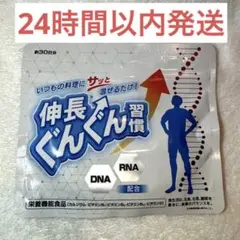 24時間以内発送
約30日分
いつもの料理に サッと
混ぜるだけ!
伸長
ぐんぐん 習慣
DNA
RNA
配合
栄養機能食品